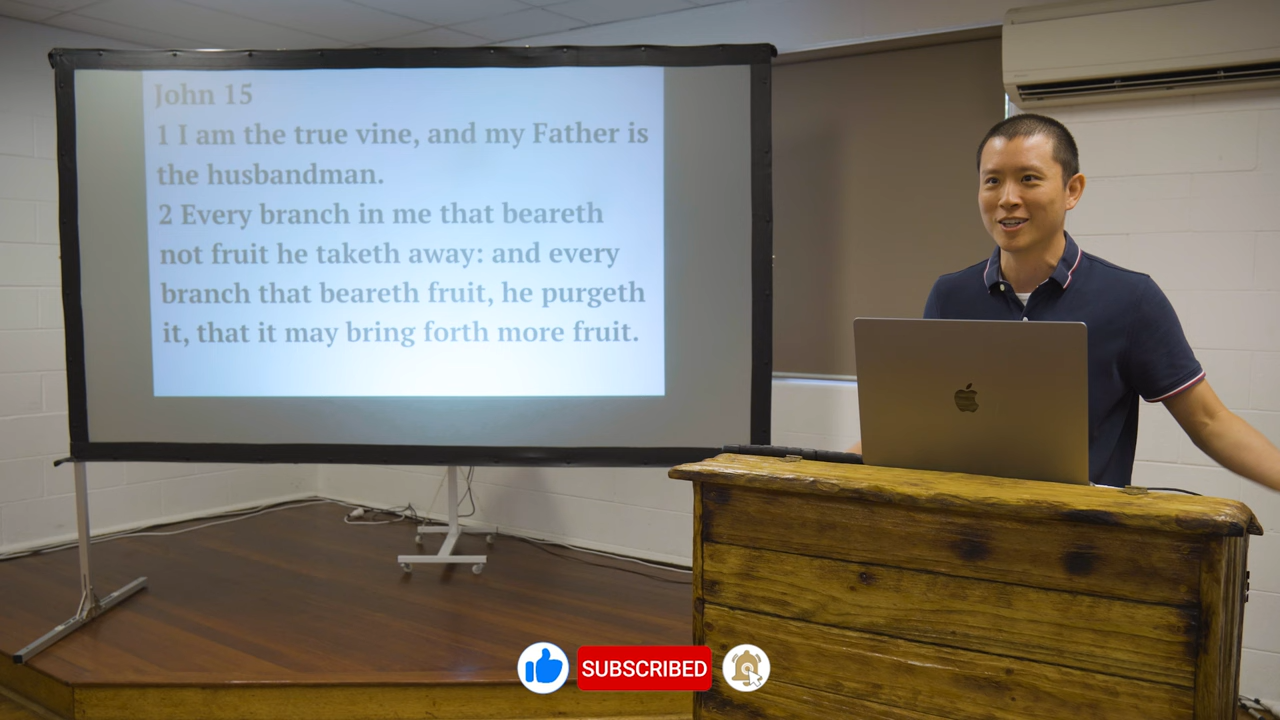 John 15
1 I am the true vine, and my Father is
the husbandman.
2 Every branch in me that beareth
not fruit he taketh away: and every
branch that beareth fruit, he purgeth
it, that it may bring forth more fruit.
SUBSCRIBED